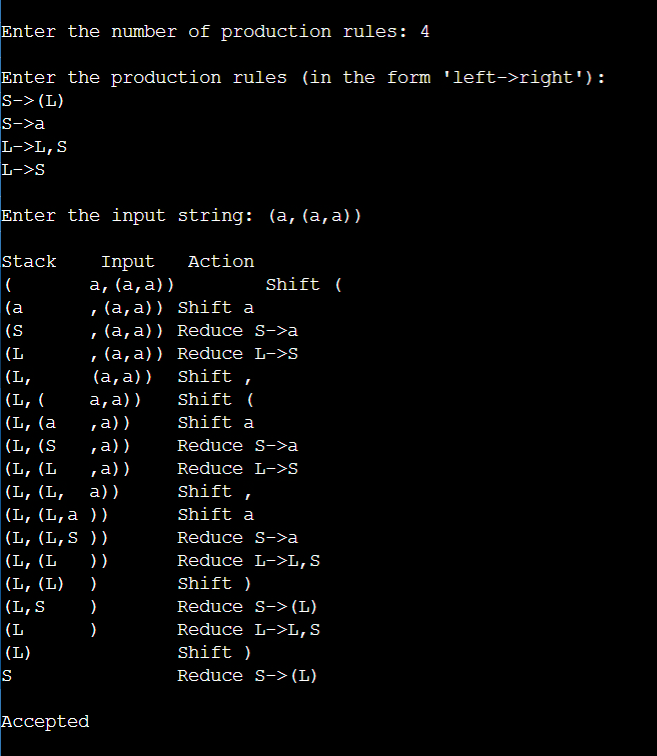 Enter the number of production rules: 4
Enter the production rules (in the form 'left->right'):
S->(L)
S->a
L->L,S
L->S
Enter the input string: (a,(a,a))
Stack Input Action
( a,(a,a)) Shift (
(a ,(a,a)) Shift a
(S ,(a,a)) Reduce S->a
(L ,(a,a)) Reduce L->S
(L, (a,a)) Shift ,
(L,( a,a)) Shift (
(L,(a ,a)) Shift a
(L,(S ,a)) Reduce S->a
(L,(L ,a)) Reduce L->S
(L,(L, a)) Shift ,
(L,(L,a )) Shift a
(L,(L,S )) Reduce S->a
(L,(L )) Reduce L->L,S
(L,(L) ) Shift )
(L,S ) Reduce S->(L)
(L ) Reduce L->L,S
(L) Shift )
S Reduce S->(L)
Accepted